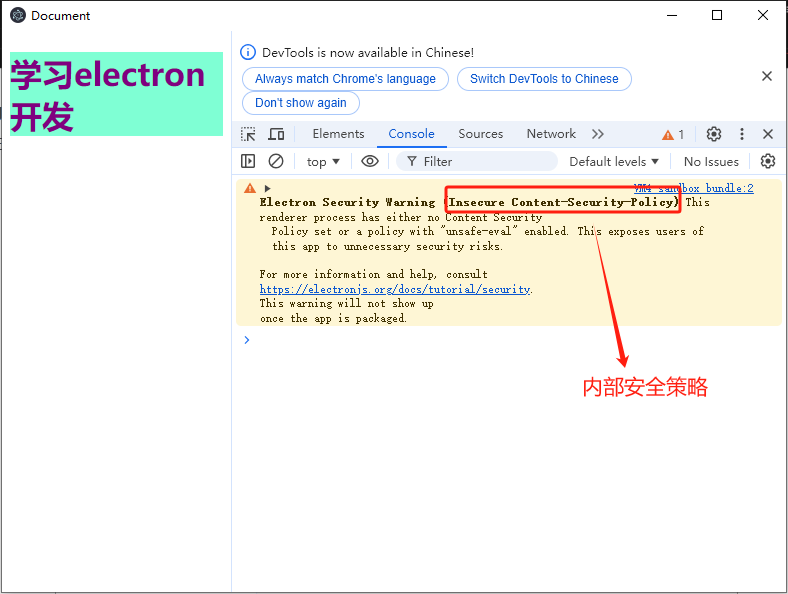 Document
学习electron
开发
DevTools is now available in Chinese!
Always match Chrome's language
Switch DevTools to Chinese
Don't show again
Elements Console Sources Network 1
top Filter Default levels No Issues
VM4 sandbox_bundle:2
Electron Security Warning (Insecure Content-Security-Policy) This
renderer process has either no Content Security
Policy set or a policy with "unsafe-eval" enabled. This exposes users of
this app to unnecessary security risks.
For more information and help, consult
https://electronjs.org/docs/tutorial/security.
This warning will not show up
once the app is packaged.
内部安全策略